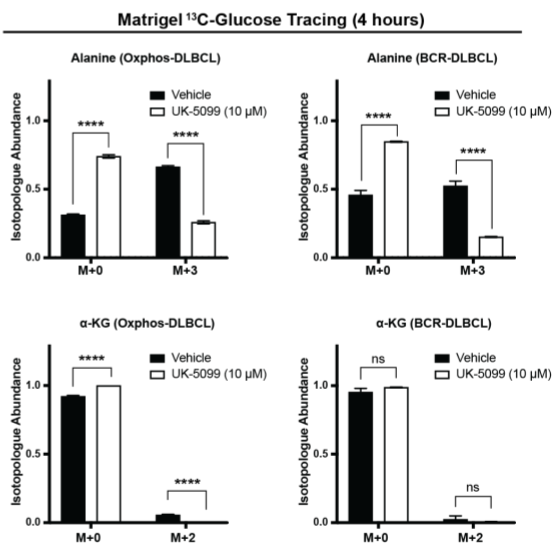 Matrigel ¹³C-Glucose Tracing (4 hours)
Alanine (Oxphos-DLBCL)
Isotopologue Abundance
1.0
0.5
0.0
Vehicle
UK-5099 (10 μM)
****
****
M+0
M+3
Alanine (BCR-DLBCL)
Isotopologue Abundance
1.0
0.5
0.0
Vehicle
UK-5099 (10 μM)
****
****
M+0
M+3
α-KG (Oxphos-DLBCL)
Isotopologue Abundance
1.0
0.5
0.0
Vehicle
UK-5099 (10 μM)
****
****
M+0
M+2
α-KG (BCR-DLBCL)
Isotopologue Abundance
1.0
0.5
0.0
Vehicle
UK-5099 (10 μM)
ns
ns
M+0
M+2